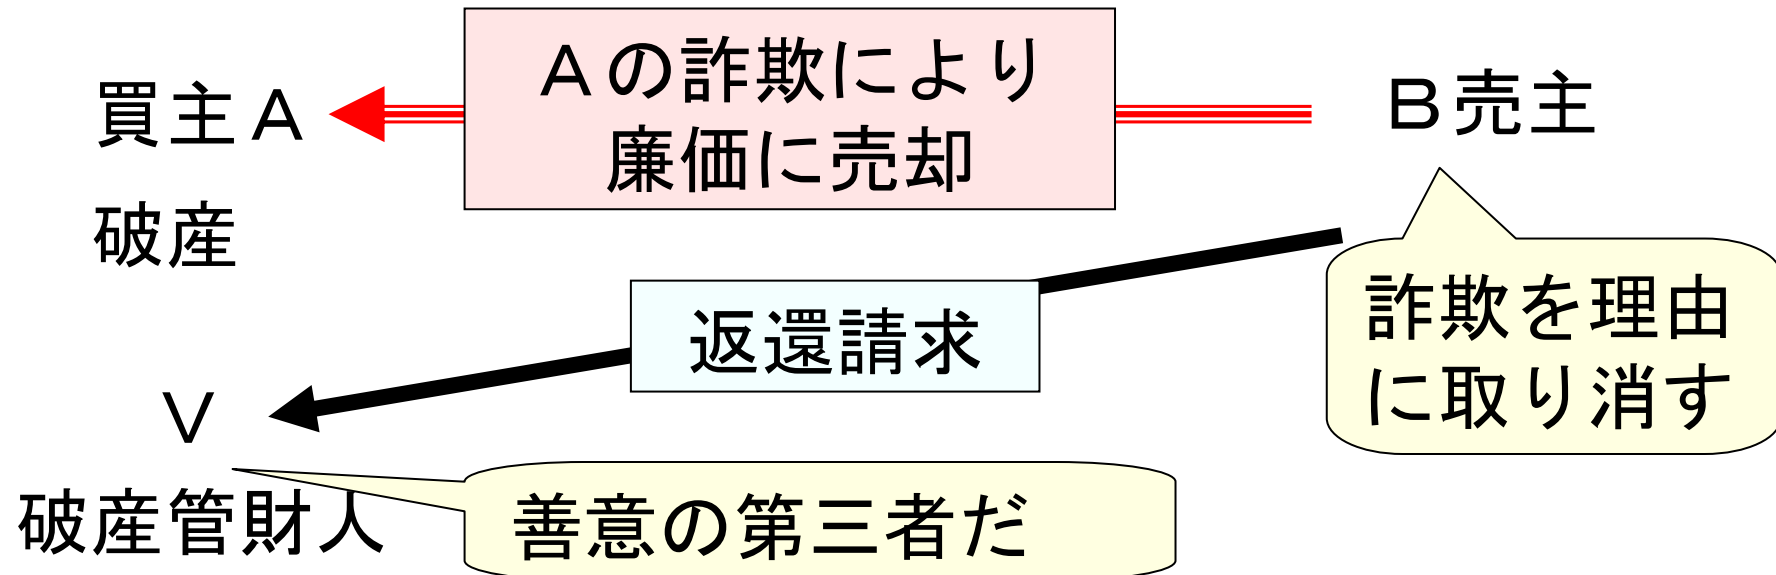 Ａの詐欺により
廉価に売却
買主Ａ
Ｂ売主
破産
詐欺を理由
に取り消す
返還請求
Ｖ
破産管財人
善意の第三者だ